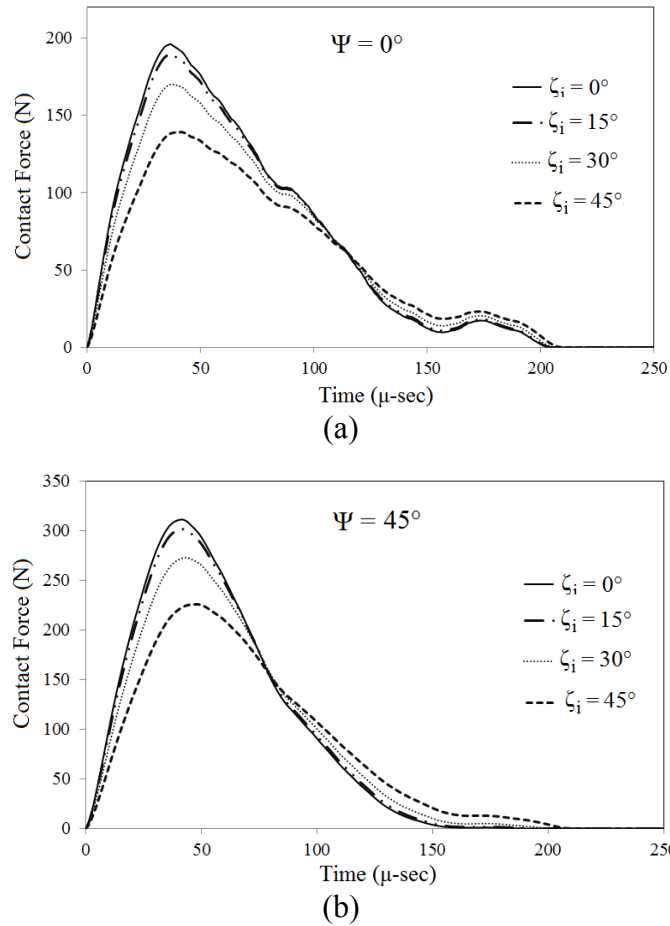 200
150
100
50
0
Contact Force (N)
Ψ = 0°
ζi = 0°
ζi = 15°
ζi = 30°
ζi = 45°
0 50 100 150 200 250
Time (μ-sec)
(a)
350
300
250
200
150
100
50
0
Contact Force (N)
Ψ = 45°
ζi = 0°
ζi = 15°
ζi = 30°
ζi = 45°
0 50 100 150 200 250
Time (μ-sec)
(b)